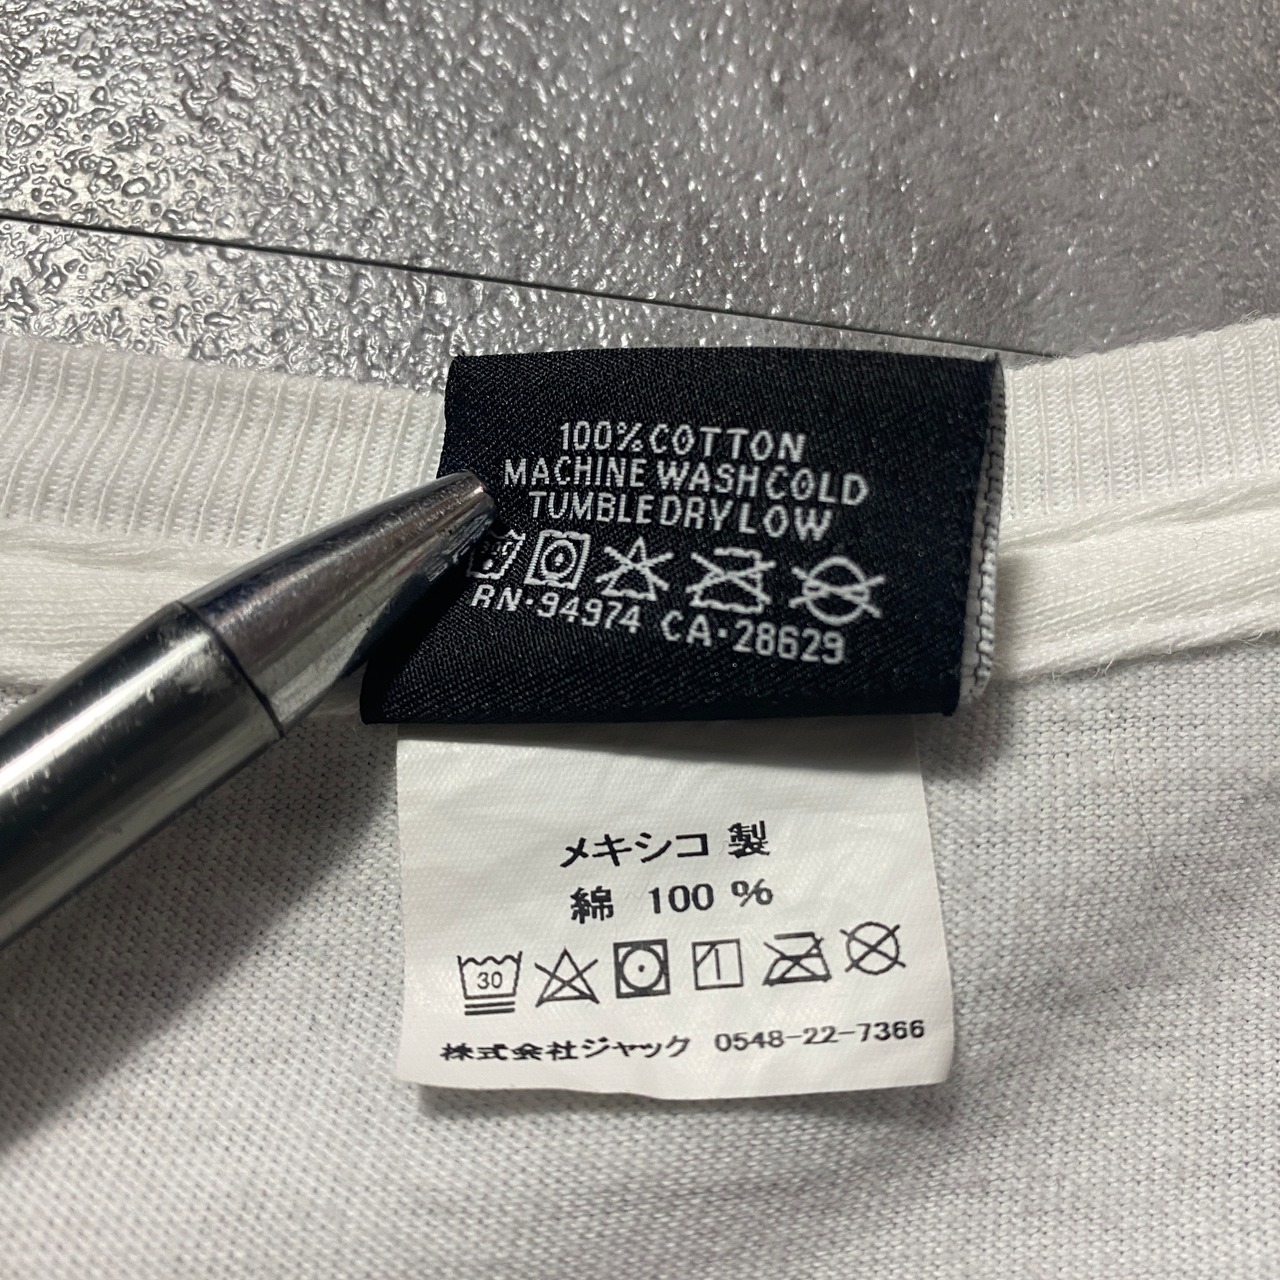 100% COTTON
MACHINE WASH COLD
TUMBLE DRY LOW
RN·94974 CA·28629
メキシコ 製
綿 100 %
30
株式会社ジャック 0548-22-7366